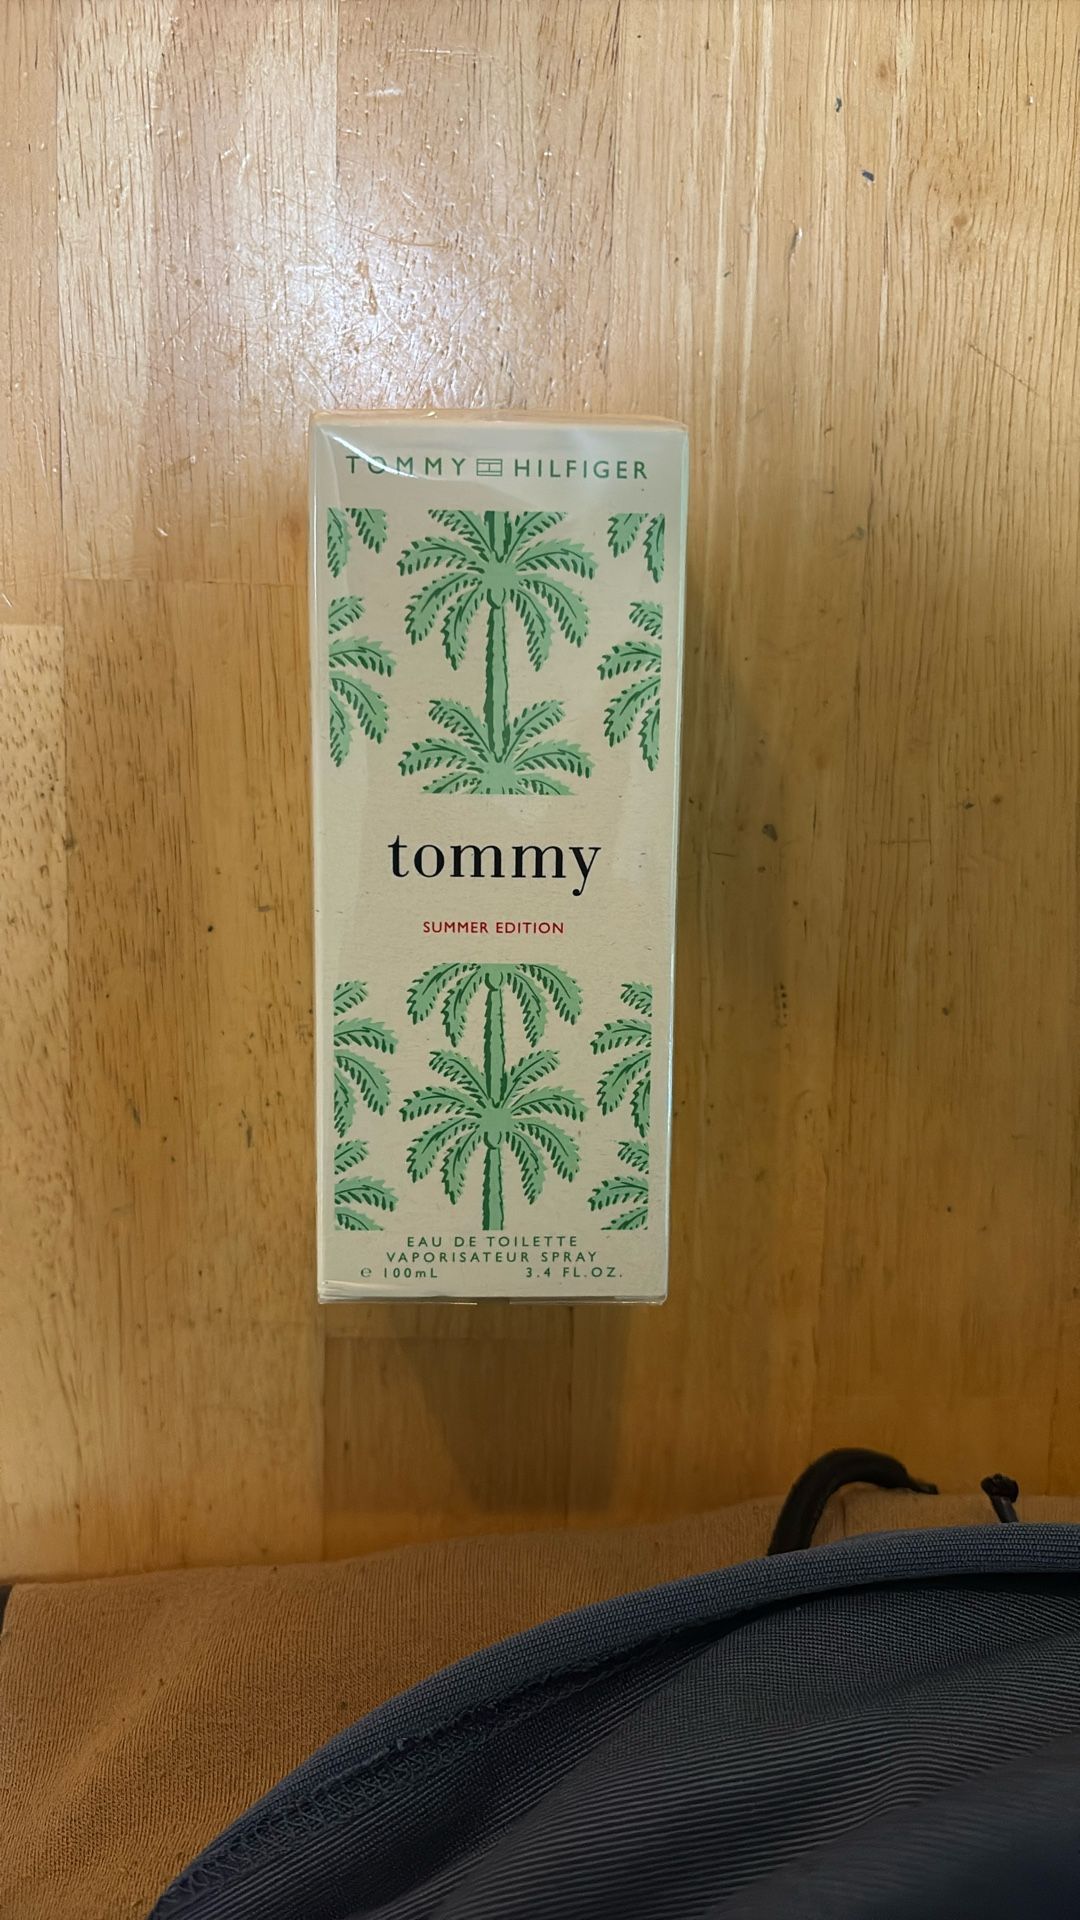 TOMMY HILFIGER
tommy
SUMMER EDITION
EAU DE TOILETTE
VAPORISATEUR SPRAY
℮ 100mL 3.4 FL.OZ.